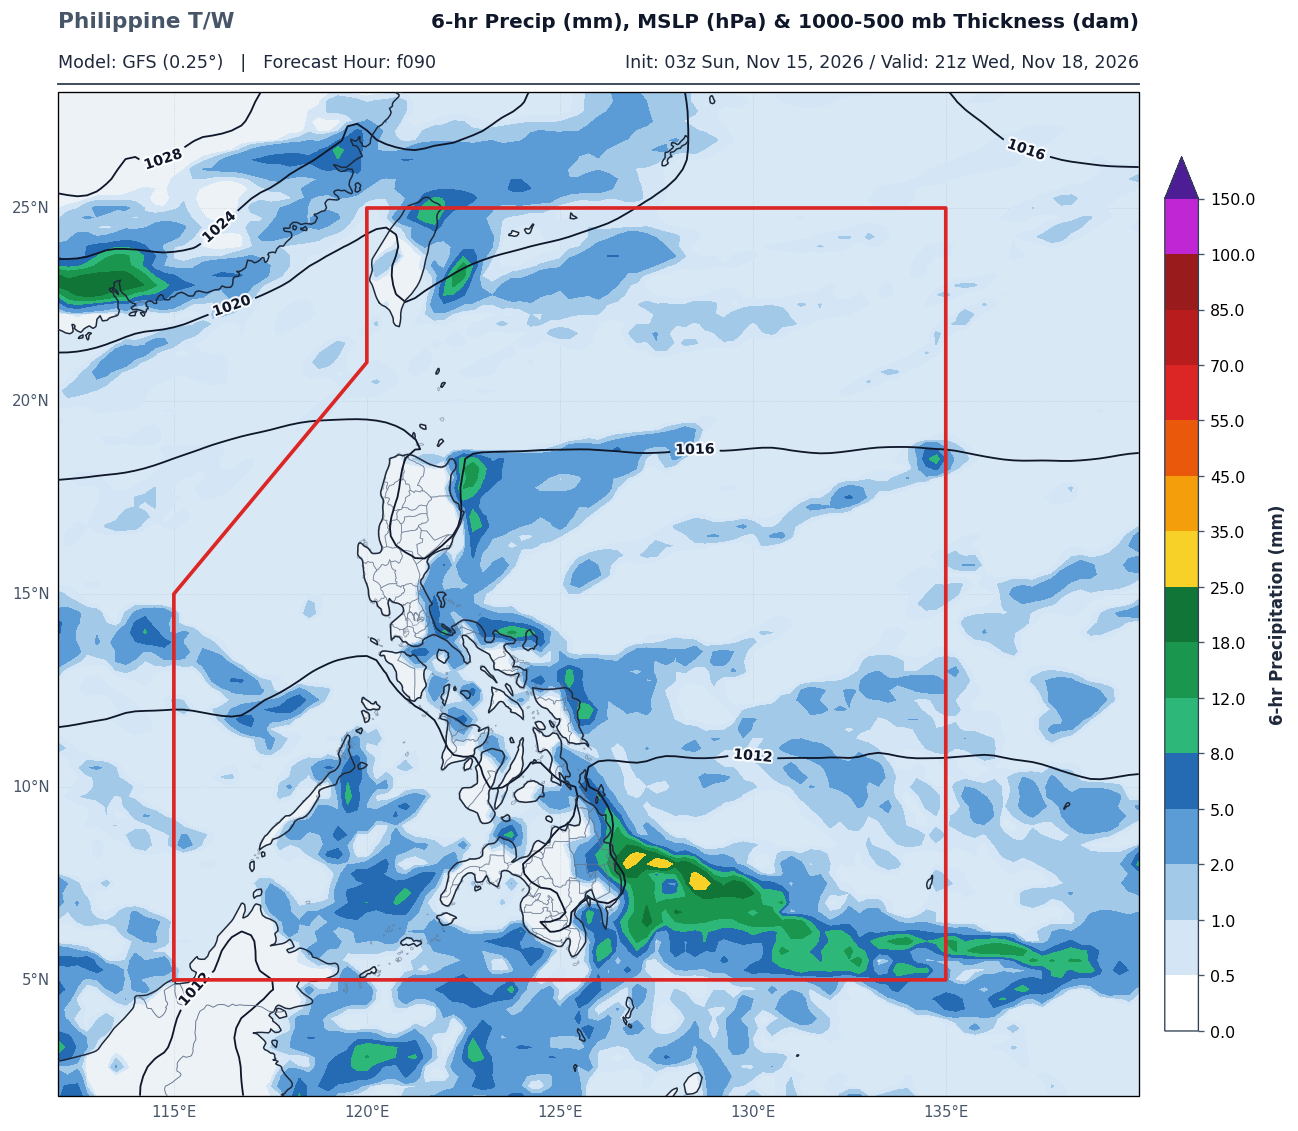 Philippine T/W
6-hr Precip (mm), MSLP (hPa) & 1000-500 mb Thickness (dam)
Model: GFS (0.25°) | Forecast Hour: f090
Init: 03z Sun, Nov 15, 2026 / Valid: 21z Wed, Nov 18, 2026
1028
1016
1024
1020
1016
1012
1012
25°N
20°N
15°N
10°N
5°N
115°E
120°E
125°E
130°E
135°E
150.0
100.0
85.0
70.0
55.0
45.0
35.0
25.0
18.0
12.0
8.0
5.0
2.0
1.0
0.5
0.0
6-hr Precipitation (mm)